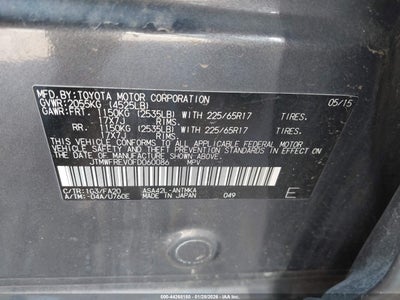 MFD.BY:TOYOTA MOTOR CORPORATION 05/15
GVWR: 2055KG (4525LB)
GAWR:FRT. 1150KG (2535LB) WITH 225/65R17 TIRES.
17X7J RIMS.
RR. 1150KG (2535LB) WITH 225/65R17 TIRES.
17X7J RIMS.
THIS VEHICLE CONFORMS TO ALL APPLICABLE FEDERAL MOTOR
VEHICLE SAFETY, BUMPER, AND THEFT PREVENTION STANDARDS IN
EFFECT ON THE DATE OF MANUFACTURE SHOWN ABOVE.
JTMWFREV0FD060086 MPV
C/TR:1G3/FA20 ASA42L-ANTMKA
A/TM:-04A/U760E MADE IN JAPAN 049 E